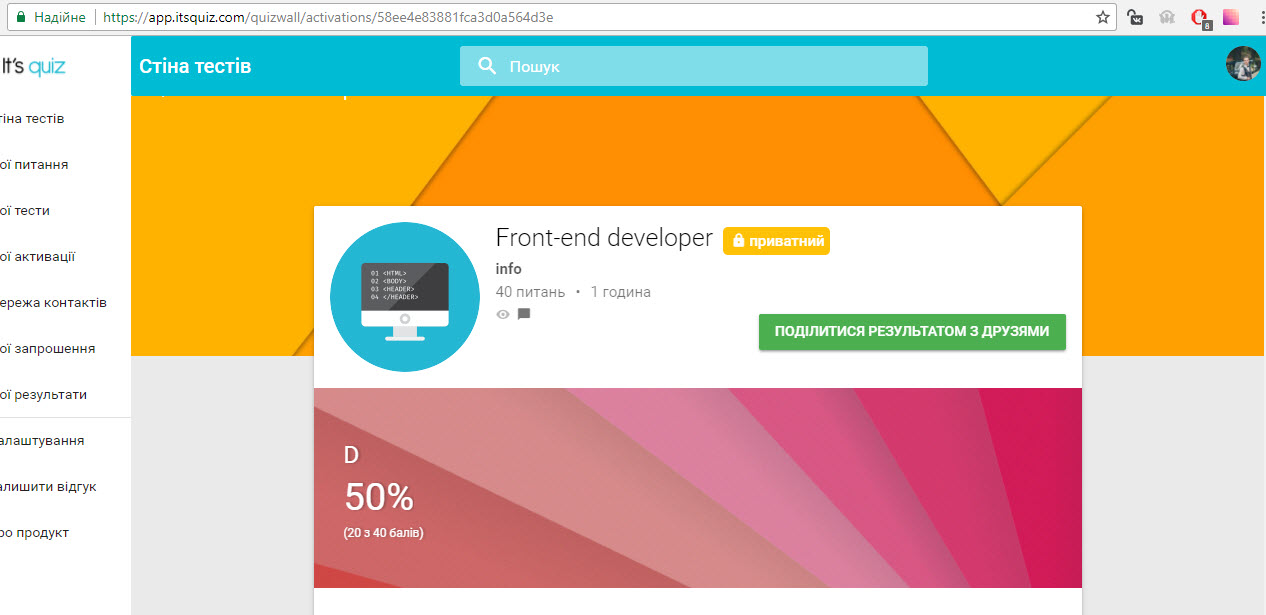 Надійне https://app.itsquiz.com/quizwall/activations/58ee4e83881fca3d0a564d3e
8
It's quiz
Стіна тестів
Пошук
тіна тестів
ої питання
ої тести
ої активації
ережа контактів
ої запрошення
ої результати
алаштування
алишити відгук
ро продукт
Front-end developer
приватний
info
40 питань • 1 година
01 <HTML>
02 <BODY>
03 <HEADER>
04 </HEADER>
ПОДІЛИТИСЯ РЕЗУЛЬТАТОМ З ДРУЗЯМИ
D
50%
(20 з 40 балів)